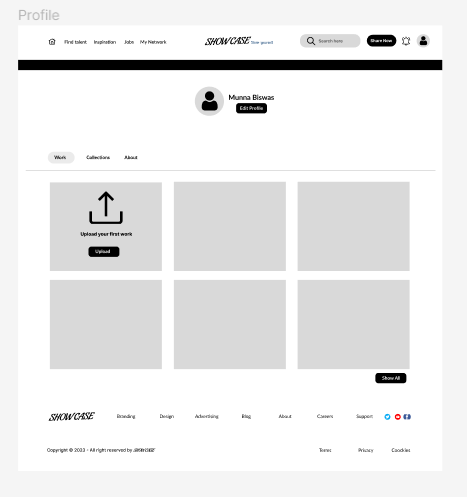 Profile
Find talent Inspiration Jobs My Network SHOWCASE Search here Share Now
Munna Biswas
Edit Profile
Work Collections About
Upload your first work
Upload
Show All
SHOWCASE Branding Design Advertising Blog About Careers Support
Copyright © 2023 - All right reserved by SHOWCASE Terms Privacy Coockies